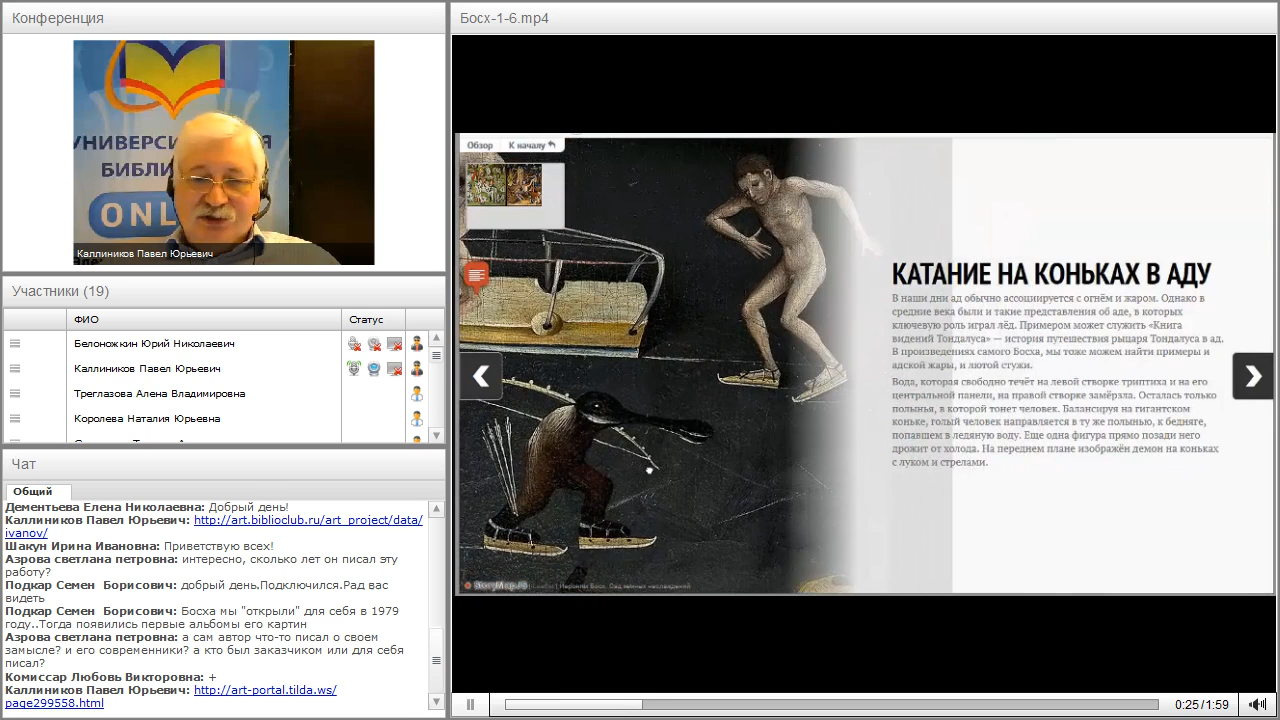 Конференция
УНИВЕРСИ
БИБЛИ
ONL
Каллиников Павел Юрьевич
Участники (19)
ФИО
Статус
Белоножкин Юрий Николаевич
Каллиников Павел Юрьевич
Треглазова Алена Владимировна
Королева Наталия Юрьевна
Чат
Общий
Дементьева Елена Николаевна: Добрый день!
Каллиников Павел Юрьевич: http://art.biblioclub.ru/art_project/data/
ivanov/
Шакун Ирина Ивановна: Приветствую всех!
Азрова светлана петровна: интересно, сколько лет он писал эту
работу?
Подкар Семен  Борисович: добрый день.Подключился.Рад вас
видеть
Подкар Семен  Борисович: Босха мы "открыли" для себя в 1979
году..Тогда появились первые альбомы его картин
Азрова светлана петровна: а сам автор что-то писал о своем
замысле? и его современники? а кто был заказчиком или для себя
писал?
Комиссар Любовь Викторовна: +
Каллиников Павел Юрьевич: http://art-portal.tilda.ws/
page299558.html
Босх-1-6.mp4
Обзор
К началу
КАТАНИЕ НА КОНЬКАХ В АДУ
В наши дни ад обычно ассоциируется с огнём и жаром. Однако в
средние века были и такие представления об аде, в которых
ключевую роль играл лёд. Примером может служить «Книга
видений Тондалуса» — история путешествия рыцаря Тондалуса в ад.
В произведениях самого Босха, мы тоже можем найти примеры и
адской жары, и лютой стужи.
Вода, которая свободно течёт на левой створке триптиха и на его
центральной панели, на правой створке замёрзла. Осталась только
полынья, в которой тонет человек. Балансируя на гигантском
коньке, голый человек направляется в ту же полынью, к бедняге,
попавшем в ледяную воду. Еще одна фигура прямо позади него
дрожит от холода. На переднем плане изображён демон на коньках
с луком и стрелами.
StoryMapJS
Иероним Босх. Сад земных наслаждений
0:25 / 1:59